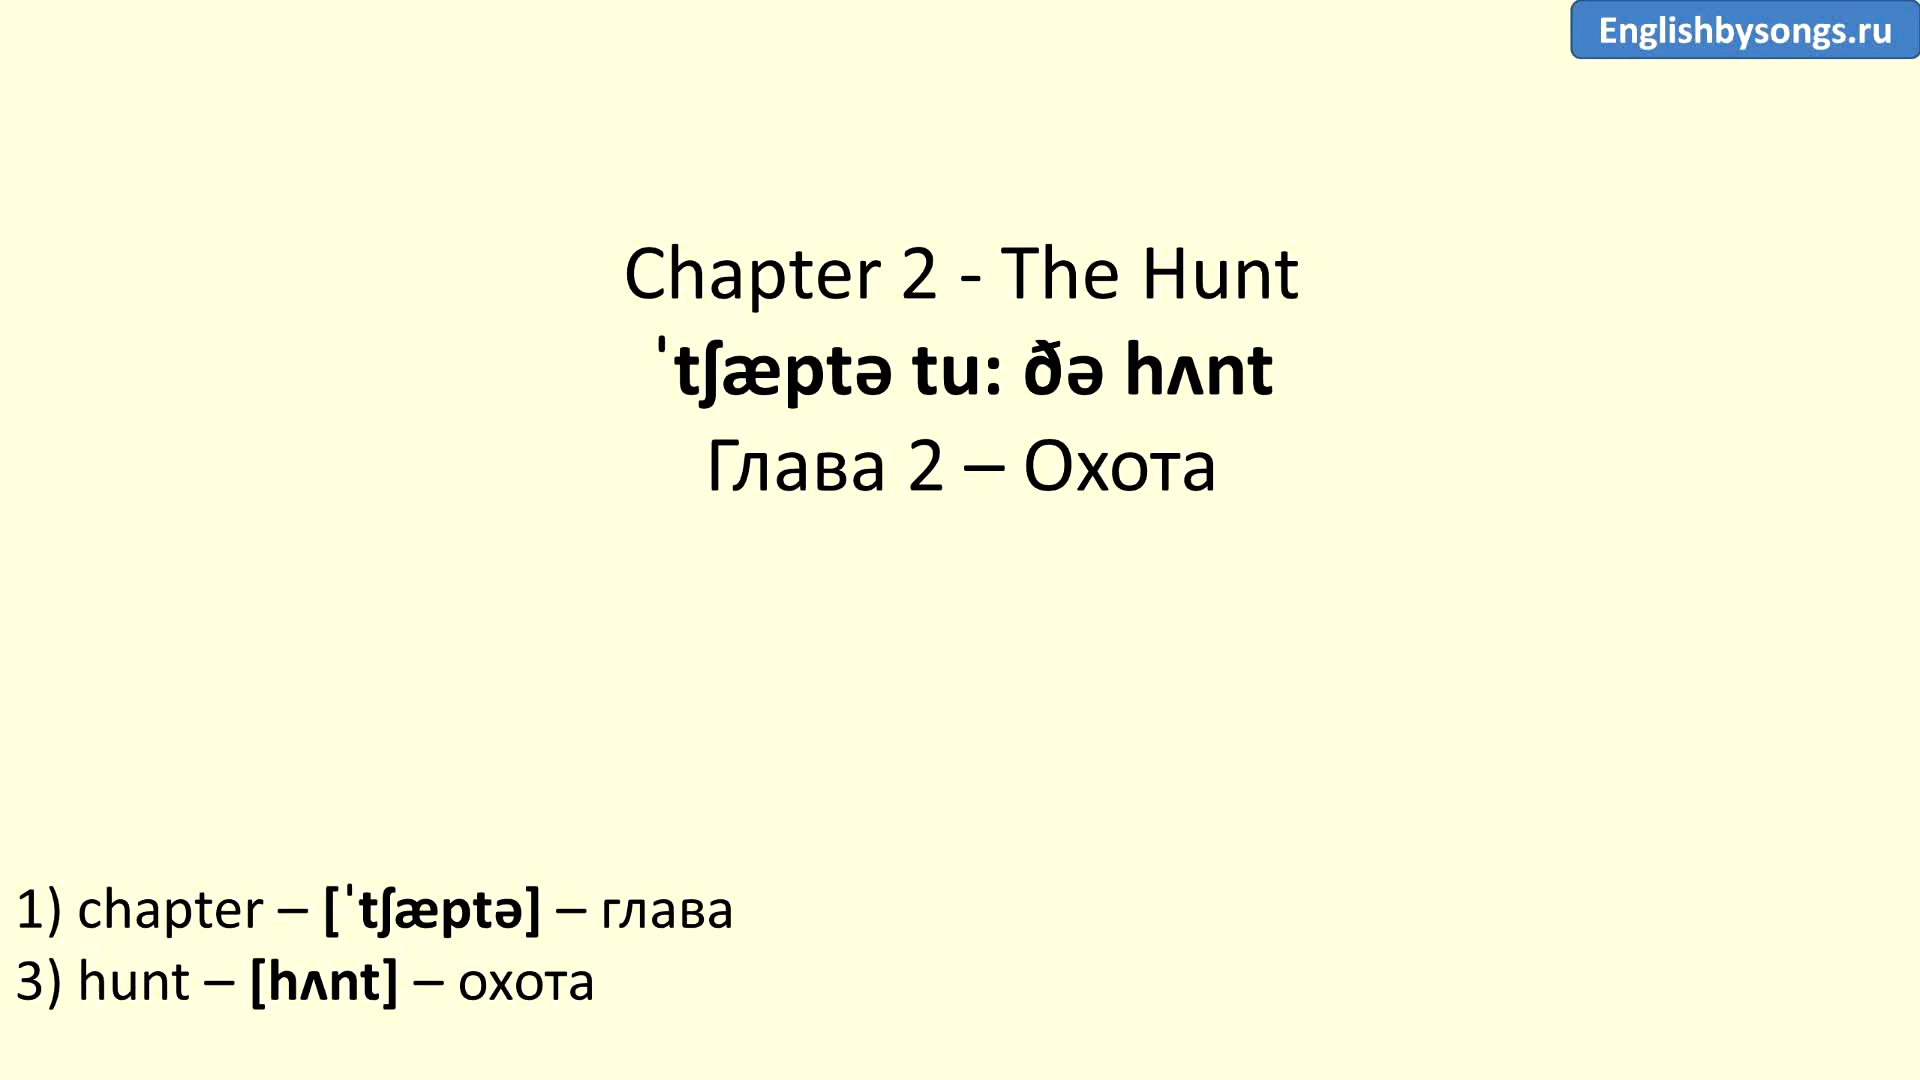 Englishbysongs.ru
Chapter 2 - The Hunt
ˈtʃæptə tu: ðə hʌnt
Глава 2 – Охота
1) chapter – [ˈtʃæptə] – глава
3) hunt – [hʌnt] – охота